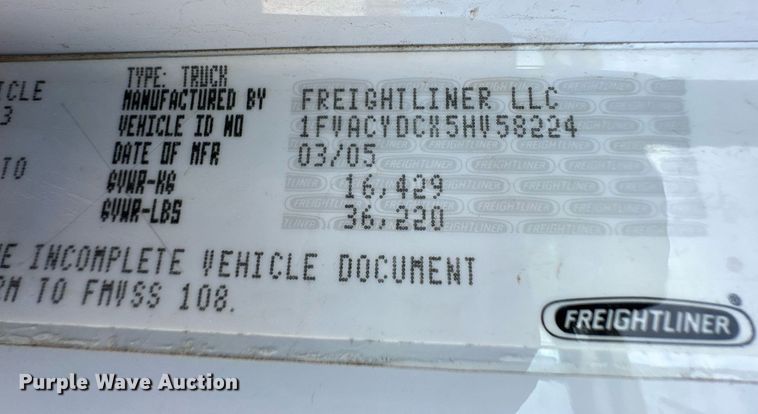 TYPE: TRUCK
ICLE
MANUFACTURED BY FREIGHTLINER LLC
3
VEHICLE ID NO 1FVACYDCX5HV58224
DATE OF MFR 03/05
TO
GVWR-KG 16,429
GVWR-LBS 36,220
E INCOMPLETE VEHICLE DOCUMENT
RM TO FMVSS 108.
FREIGHTLINER
Purple Wave Auction